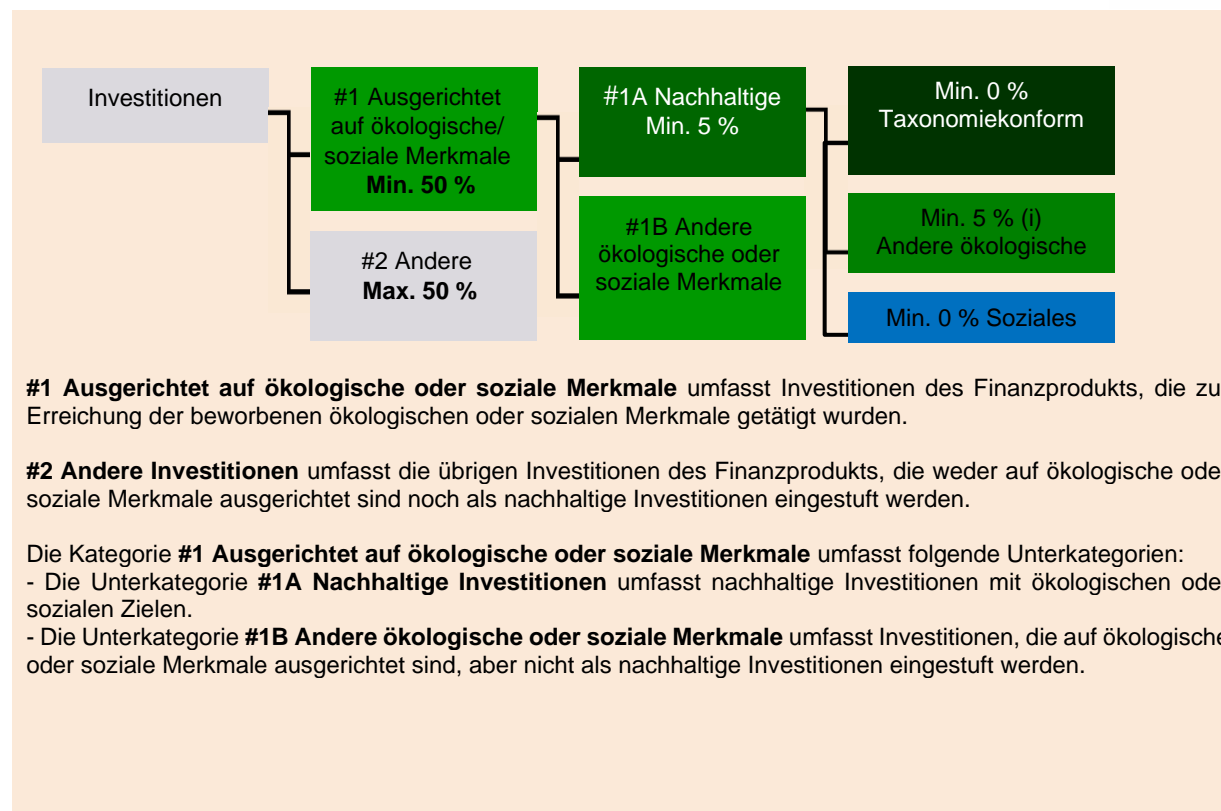 Investitionen
#1 Ausgerichtet
auf ökologische/
soziale Merkmale
Min. 50 %
#2 Andere
Max. 50 %
#1A Nachhaltige
Min. 5 %
#1B Andere
ökologische oder
soziale Merkmale
Min. 0 %
Taxonomiekonform
Min. 5 % (i)
Andere ökologische
Min. 0 % Soziales
#1 Ausgerichtet auf ökologische oder soziale Merkmale umfasst Investitionen des Finanzprodukts, die zu
Erreichung der beworbenen ökologischen oder sozialen Merkmale getätigt wurden.
#2 Andere Investitionen umfasst die übrigen Investitionen des Finanzprodukts, die weder auf ökologische ode
soziale Merkmale ausgerichtet sind noch als nachhaltige Investitionen eingestuft werden.
Die Kategorie #1 Ausgerichtet auf ökologische oder soziale Merkmale umfasst folgende Unterkategorien:
- Die Unterkategorie #1A Nachhaltige Investitionen umfasst nachhaltige Investitionen mit ökologischen ode
sozialen Zielen.
- Die Unterkategorie #1B Andere ökologische oder soziale Merkmale umfasst Investitionen, die auf ökologische
oder soziale Merkmale ausgerichtet sind, aber nicht als nachhaltige Investitionen eingestuft werden.